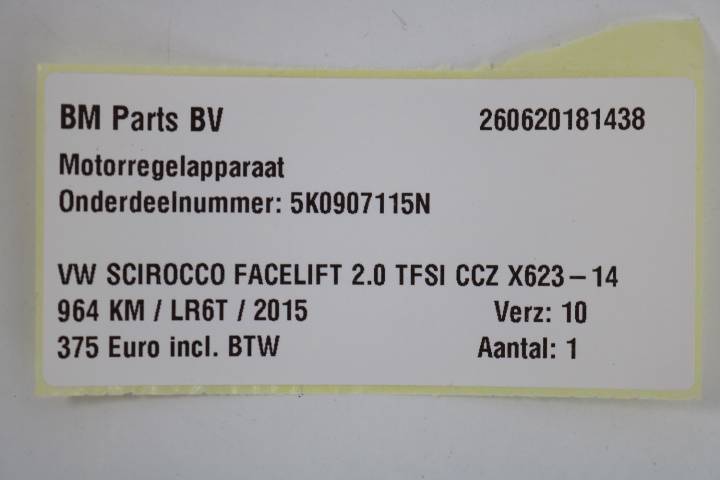 BM Parts BV 260620181438
Motorregelapparaat
Onderdeelnummer: 5K0907115N
VW SCIROCCO FACELIFT 2.0 TFSI CCZ X623-14
964 KM / LR6T / 2015 Verz: 10
375 Euro incl. BTW Aantal: 1